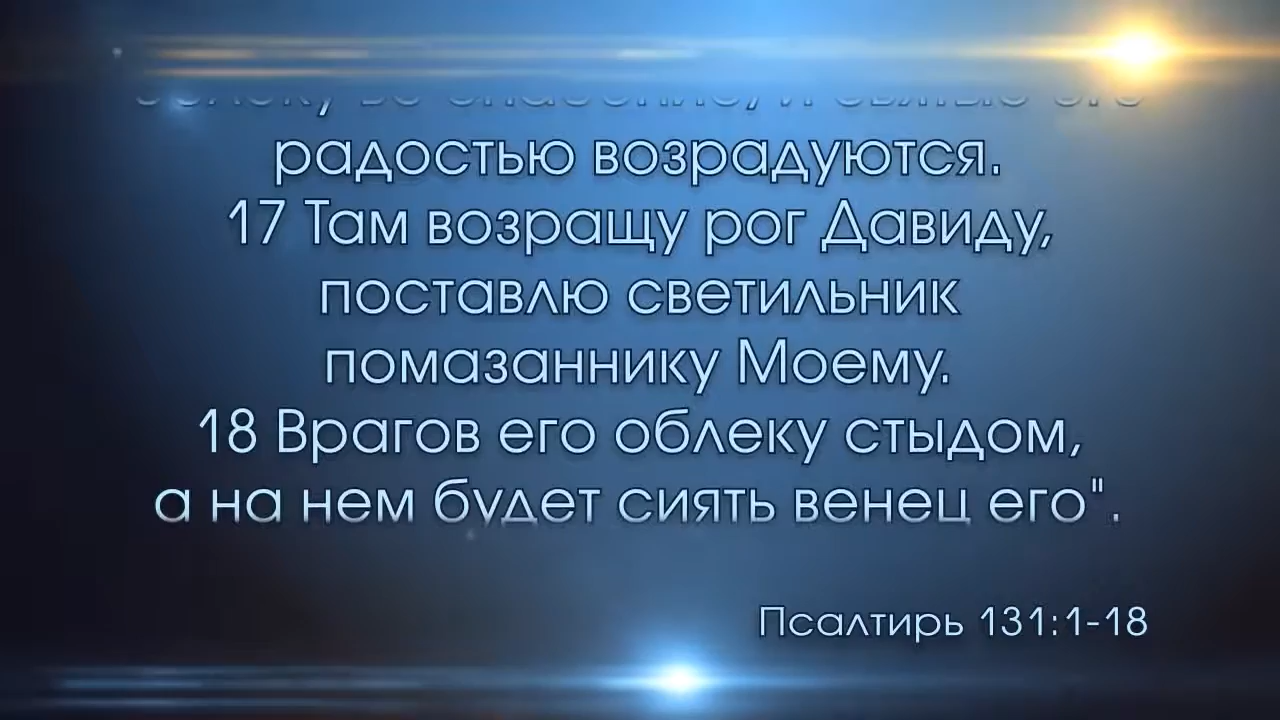 радостью возрадуются.
17 Там возращу рог Давиду,
поставлю светильник
помазаннику Моему.
18 Врагов его облеку стыдом,
а на нем будет сиять венец его".
Псалтирь 131:1-18